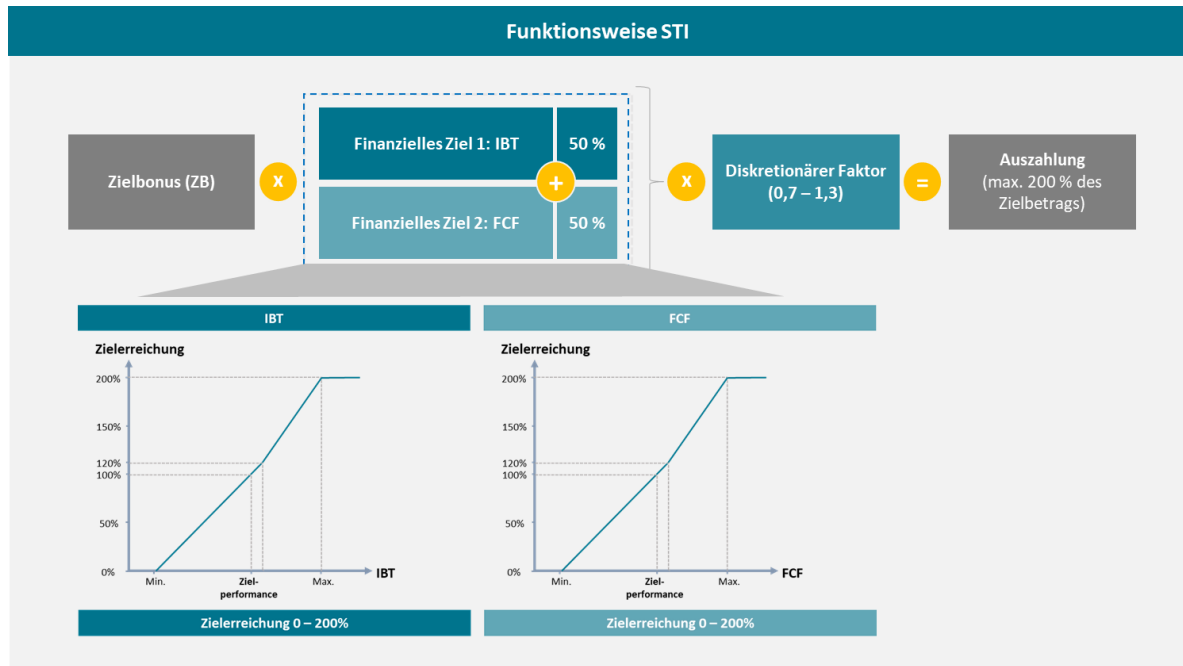 Funktionsweise STI
Zielbonus (ZB)
x
Finanzielles Ziel 1: IBT
50 %
+
Finanzielles Ziel 2: FCF
50 %
x
Diskretionärer Faktor
(0,7 – 1,3)
=
Auszahlung
(max. 200 % des
Zielbetrags)
IBT
Zielerreichung
200%
150%
120%
100%
50%
0%
Min.
Ziel-
performance
Max.
IBT
Zielerreichung 0 – 200%
FCF
Zielerreichung
200%
150%
120%
100%
50%
0%
Min.
Ziel-
performance
Max.
FCF
Zielerreichung 0 – 200%